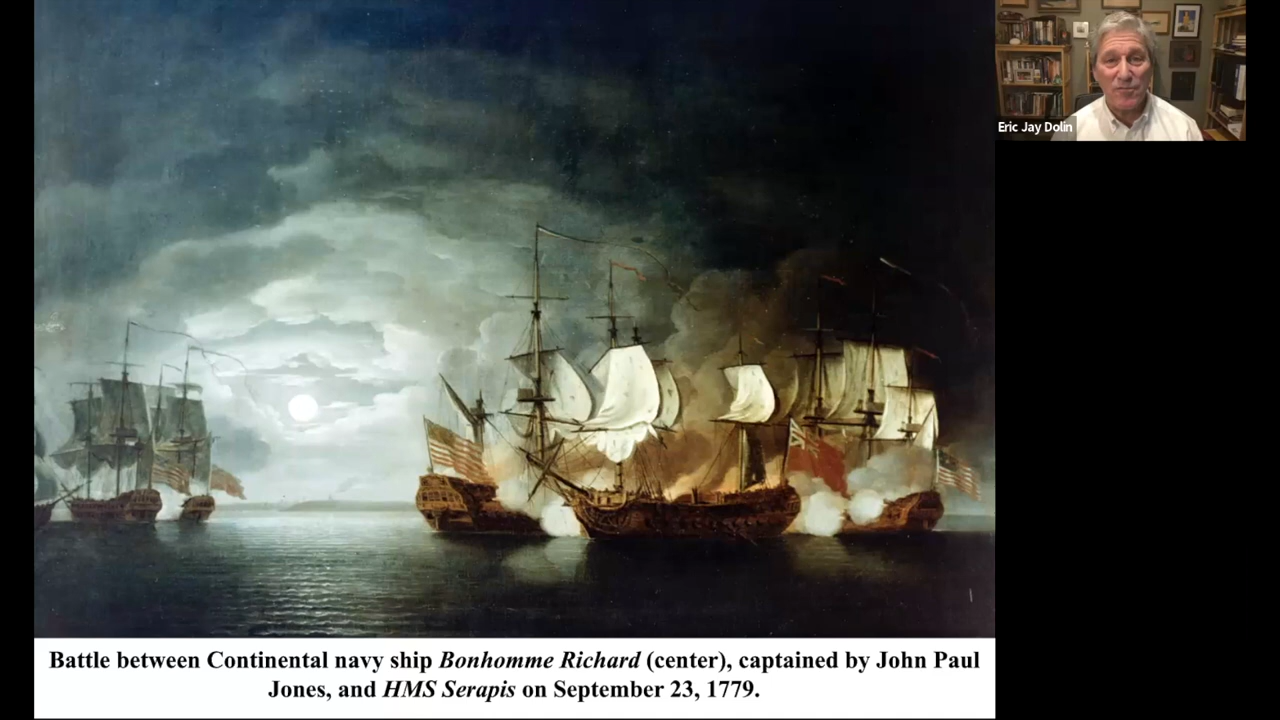 Eric Jay Dolin
Battle between Continental navy ship Bonhomme Richard (center), captained by John Paul
Jones, and HMS Serapis on September 23, 1779.